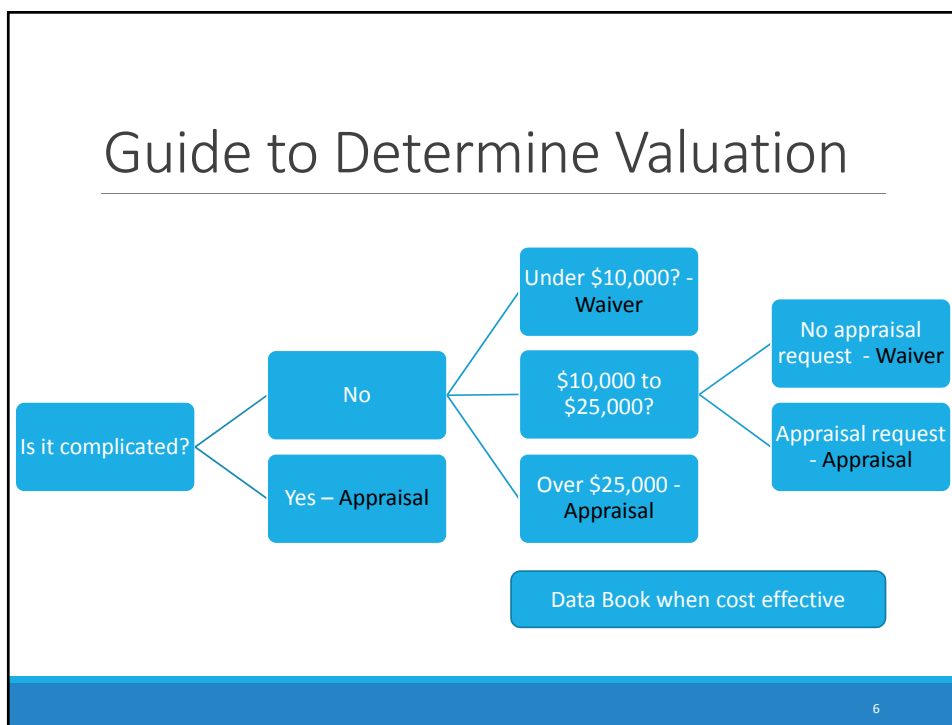 Guide to Determine Valuation
Is it complicated?
No
Yes – Appraisal
Under $10,000? -
Waiver
$10,000 to
$25,000?
Over $25,000 -
Appraisal
No appraisal
request - Waiver
Appraisal request
- Appraisal
Data Book when cost effective
6